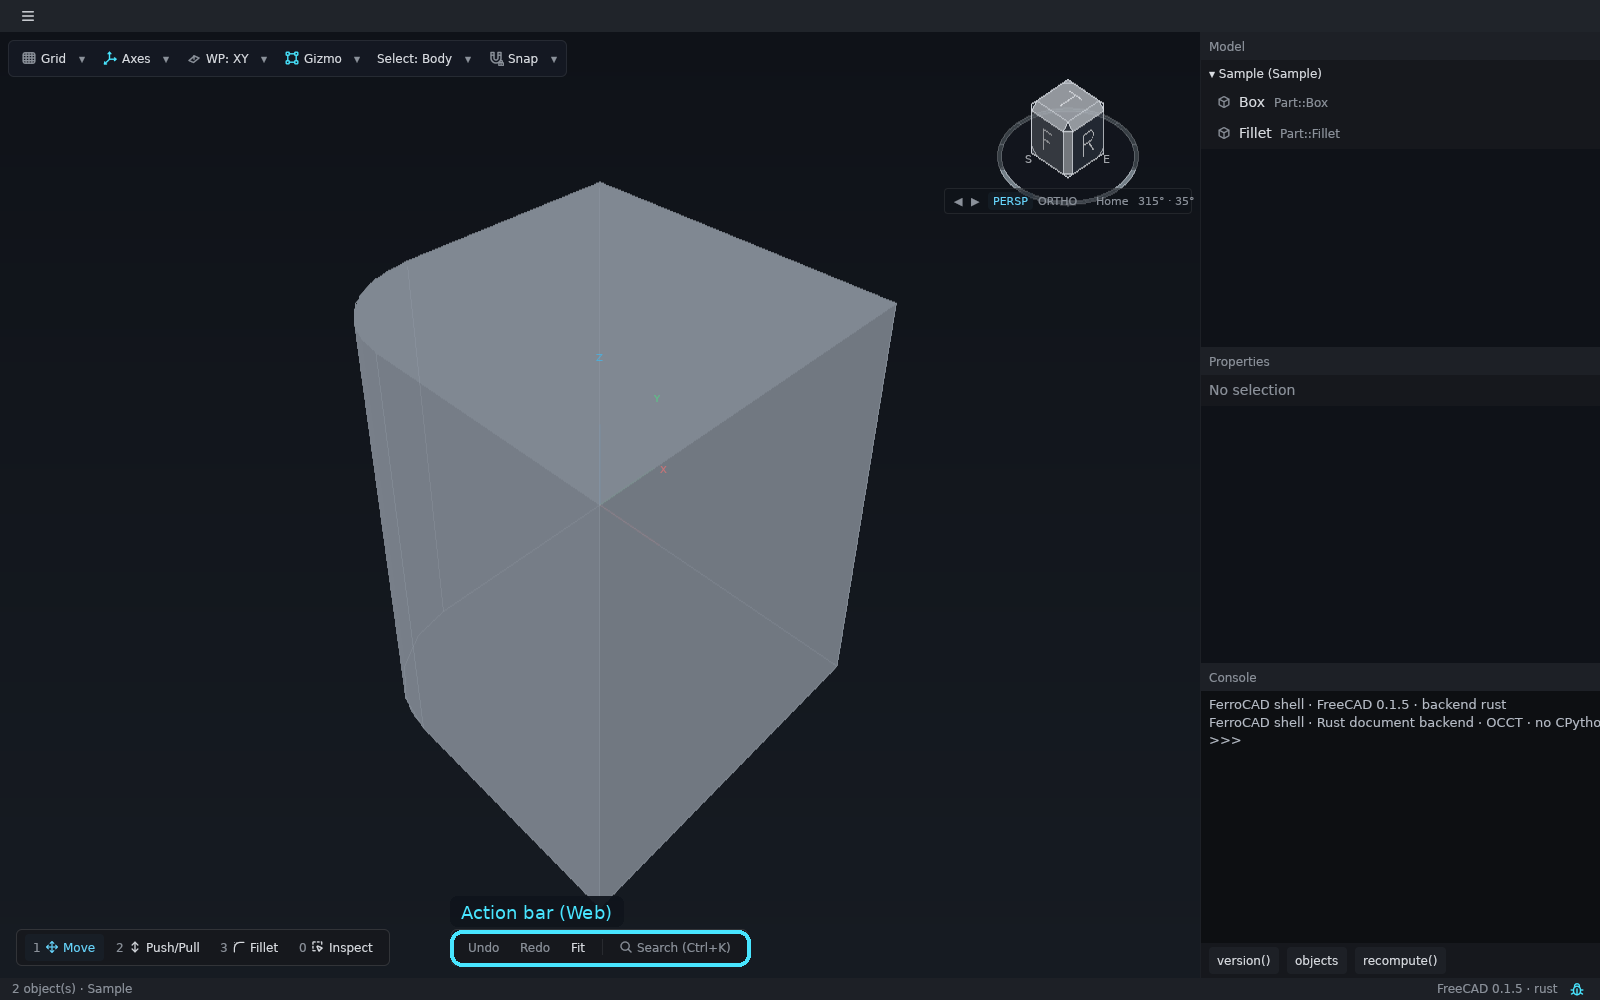 Grid ▾ Axes ▾ WP: XY ▾ Gizmo ▾ Select: Body ▾ Snap ▾
T
F
R
S
E
◀ ▶ PERSP ORTHO Home 315° · 35°
Z
Y
X
Action bar (Web)
1 Move 2 Push/Pull 3 Fillet 0 Inspect
Undo Redo Fit Search (Ctrl+K)
Model
▾ Sample (Sample)
Box Part::Box
Fillet Part::Fillet
Properties
No selection
Console
FerroCAD shell · FreeCAD 0.1.5 · backend rust
FerroCAD shell · Rust document backend · OCCT · no CPytho
>>>
version() objects recompute()
2 object(s) · Sample
FreeCAD 0.1.5 · rust